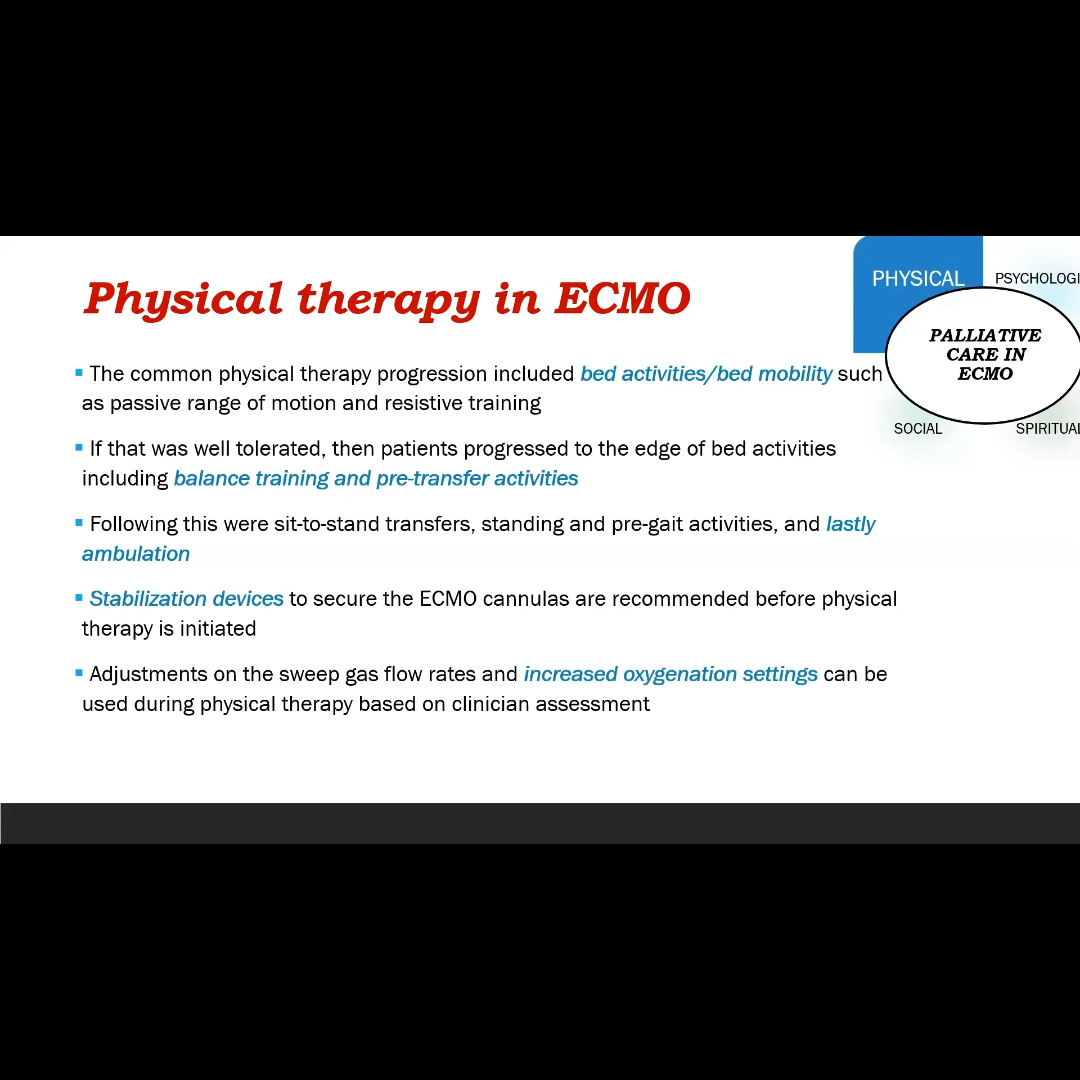 Physical therapy in ECMO
▪ The common physical therapy progression included bed activities/bed mobility such
as passive range of motion and resistive training
▪ If that was well tolerated, then patients progressed to the edge of bed activities
including balance training and pre-transfer activities
▪ Following this were sit-to-stand transfers, standing and pre-gait activities, and lastly
ambulation
▪ Stabilization devices to secure the ECMO cannulas are recommended before physical
therapy is initiated
▪ Adjustments on the sweep gas flow rates and increased oxygenation settings can be
used during physical therapy based on clinician assessment
PHYSICAL
PSYCHOLOGI
PALLIATIVE
CARE IN
ECMO
SOCIAL
SPIRITUAL